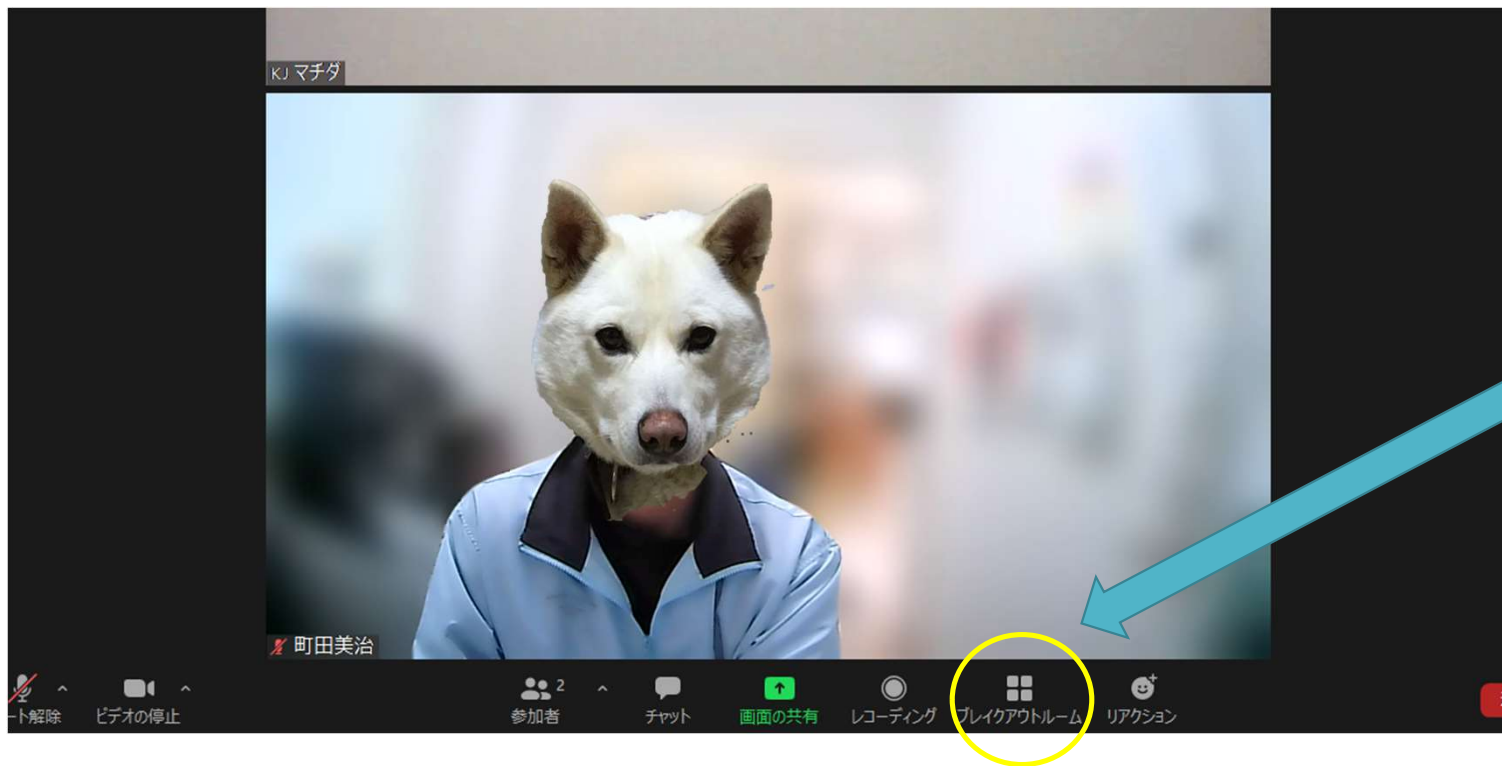 KJ マチダ
町田美治
ート解除
ビデオの停止
2
参加者
チャット
画面の共有
レコーディング
ブレイクアウトルーム
リアクション